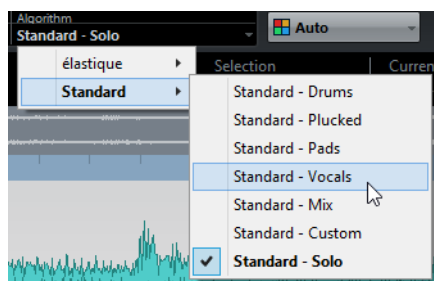 Algorithm
Standard - Solo
Auto
élastique
Standard
Selection
Curren
Standard - Drums
Standard - Plucked
Standard - Pads
Standard - Vocals
Standard - Mix
Standard - Custom
Standard - Solo